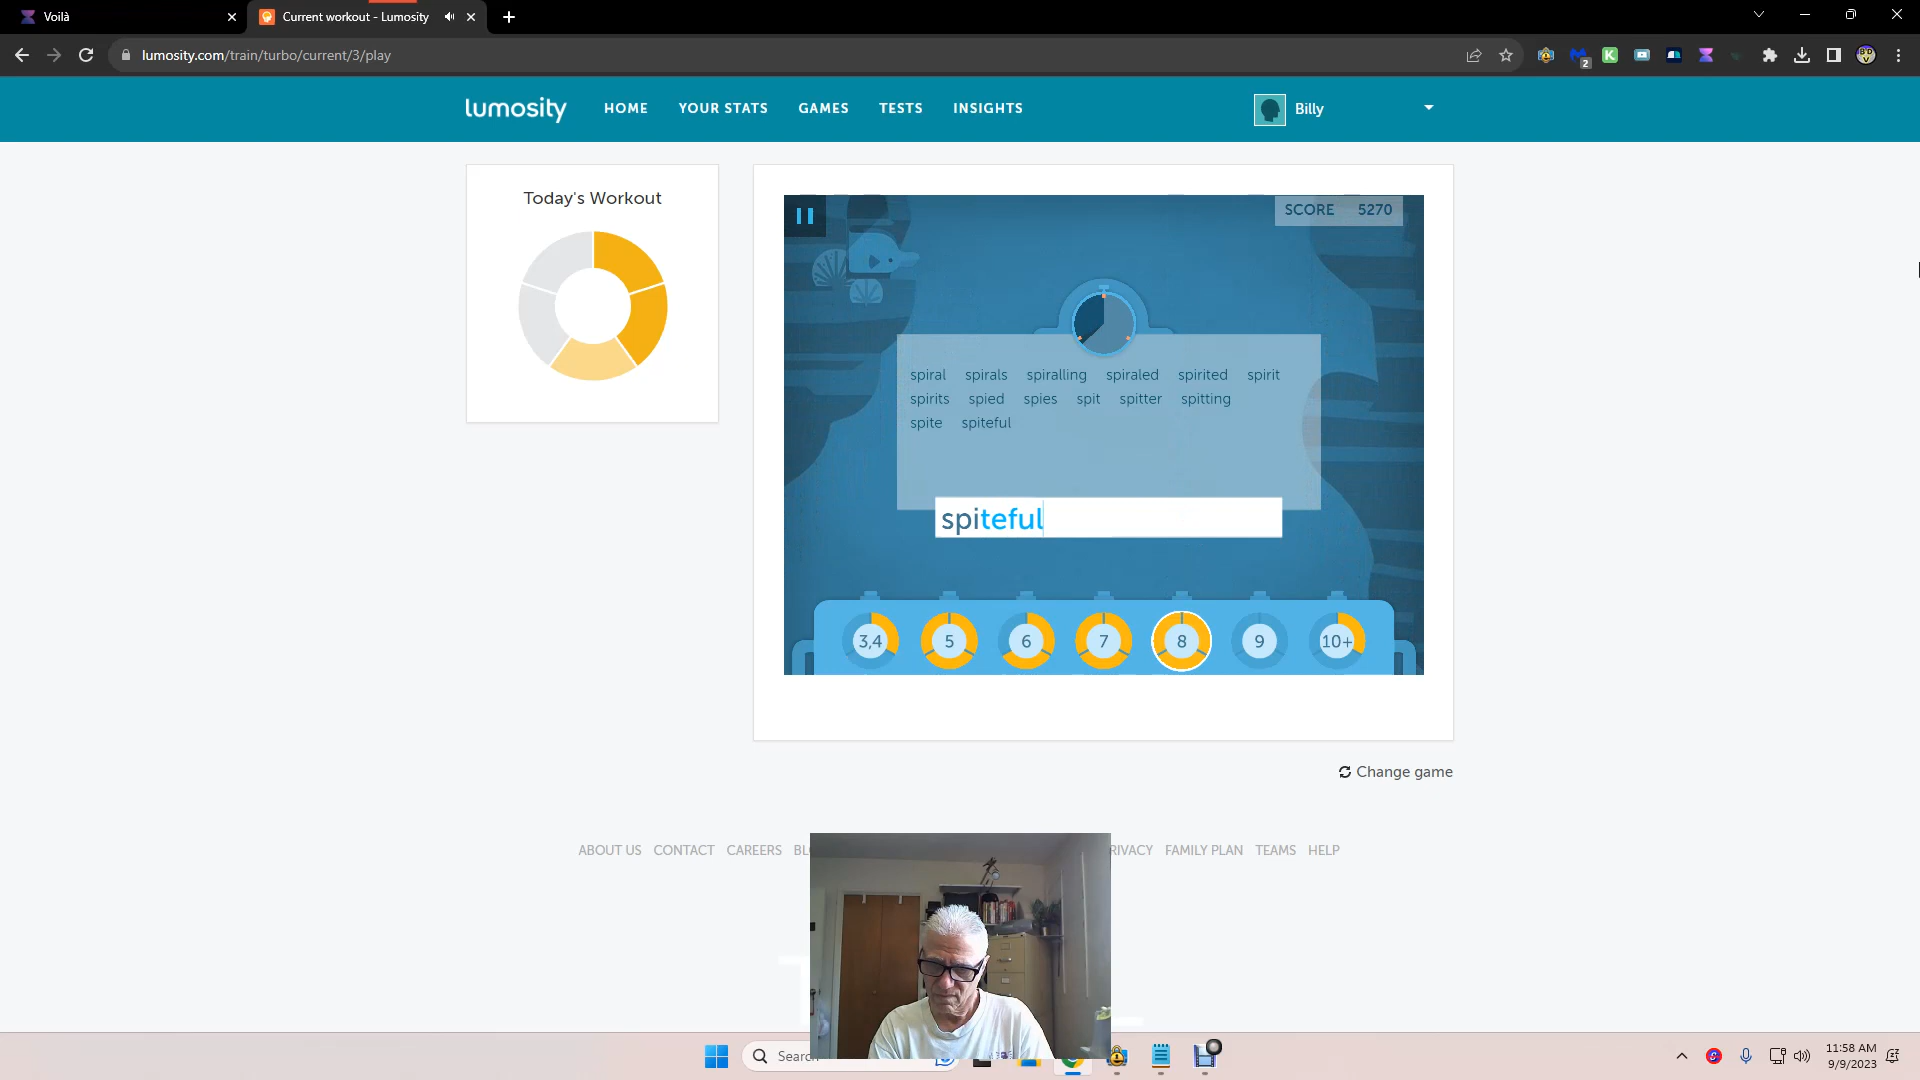 Voilà
Current workout - Lumosity
lumosity.com/train/turbo/current/3/play
2
lumosity
HOME
YOUR STATS
GAMES
TESTS
INSIGHTS
Billy
Today's Workout
SCORE 5270
spiral spirals spiralling spiraled spirited spirit
spirits spied spies spit spitter spitting
spite spiteful
spiteful
3,4 5 6 7 8 9 10+
Change game
ABOUT US CONTACT CAREERS FAMILY PLAN TEAMS HELP
11:58 AM
9/9/2023